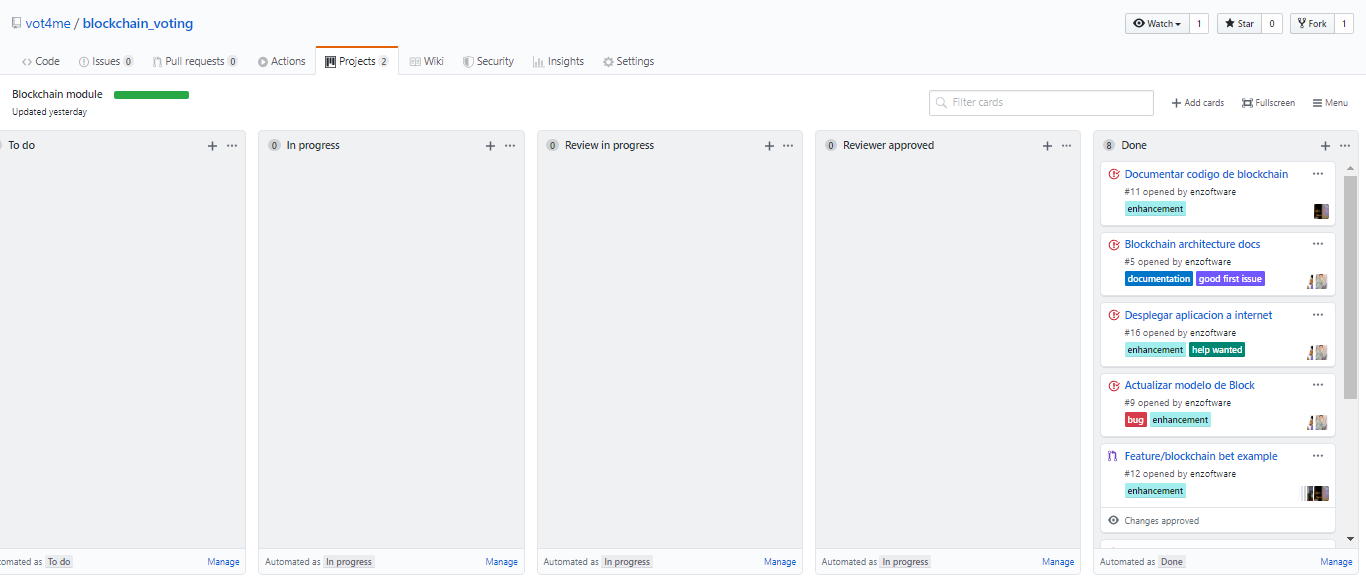 vot4me / blockchain_voting
Watch 1 Star 0 Fork 1
Code Issues 0 Pull requests 0 Actions Projects 2 Wiki Security Insights Settings
Blockchain module
Updated yesterday
Filter cards
Add cards Fullscreen Menu
To do
0 In progress
0 Review in progress
0 Reviewer approved
8 Done
Documentar codigo de blockchain
#11 opened by enzoftware
enhancement
Blockchain architecture docs
#5 opened by enzoftware
documentation good first issue
Desplegar aplicacion a internet
#16 opened by enzoftware
enhancement help wanted
Actualizar modelo de Block
#9 opened by enzoftware
bug enhancement
Feature/blockchain bet example
#12 opened by enzoftware
enhancement
Changes approved
omated as To do Manage
Automated as In progress Manage
Automated as In progress Manage
Automated as In progress Manage
Automated as Done Manage